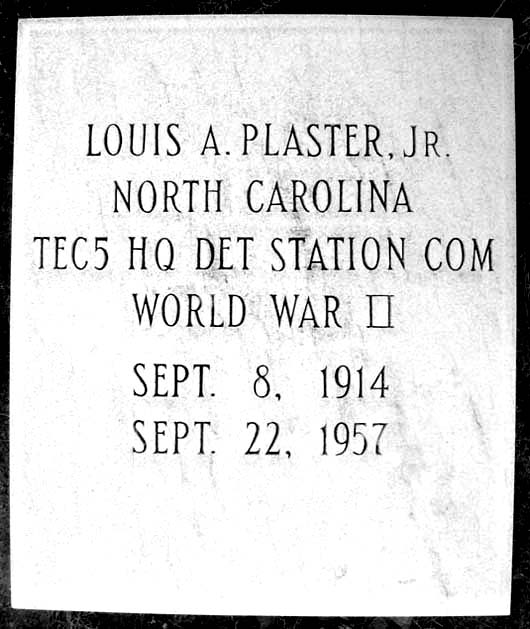 LOUIS A. PLASTER, JR.
NORTH CAROLINA
TEC5 HQ DET STATION COM
WORLD WAR II
SEPT. 8, 1914
SEPT. 22, 1957